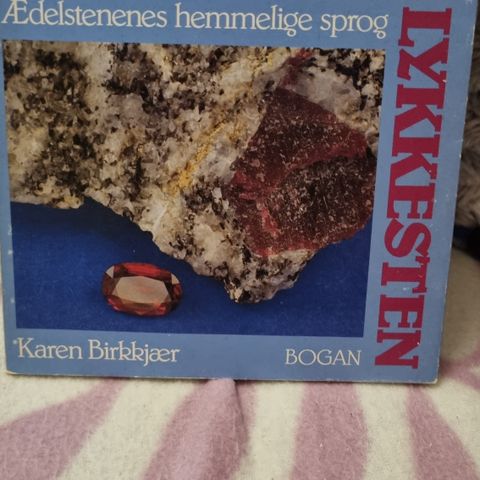 Ædelstenenes hemmelige sprog
LYKKESTEN
Karen Birkkjær
BOGAN